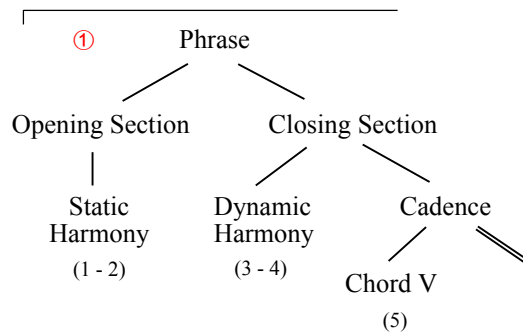 ① Phrase
Opening Section Closing Section
Static Dynamic Cadence
Harmony Harmony
(1 - 2) (3 - 4)
Chord V
(5)